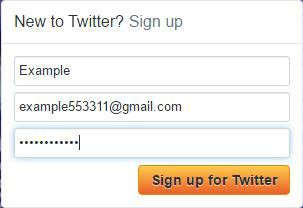 New to Twitter? Sign up
Example
example553311@gmail.com
••••••••••••
Sign up for Twitter